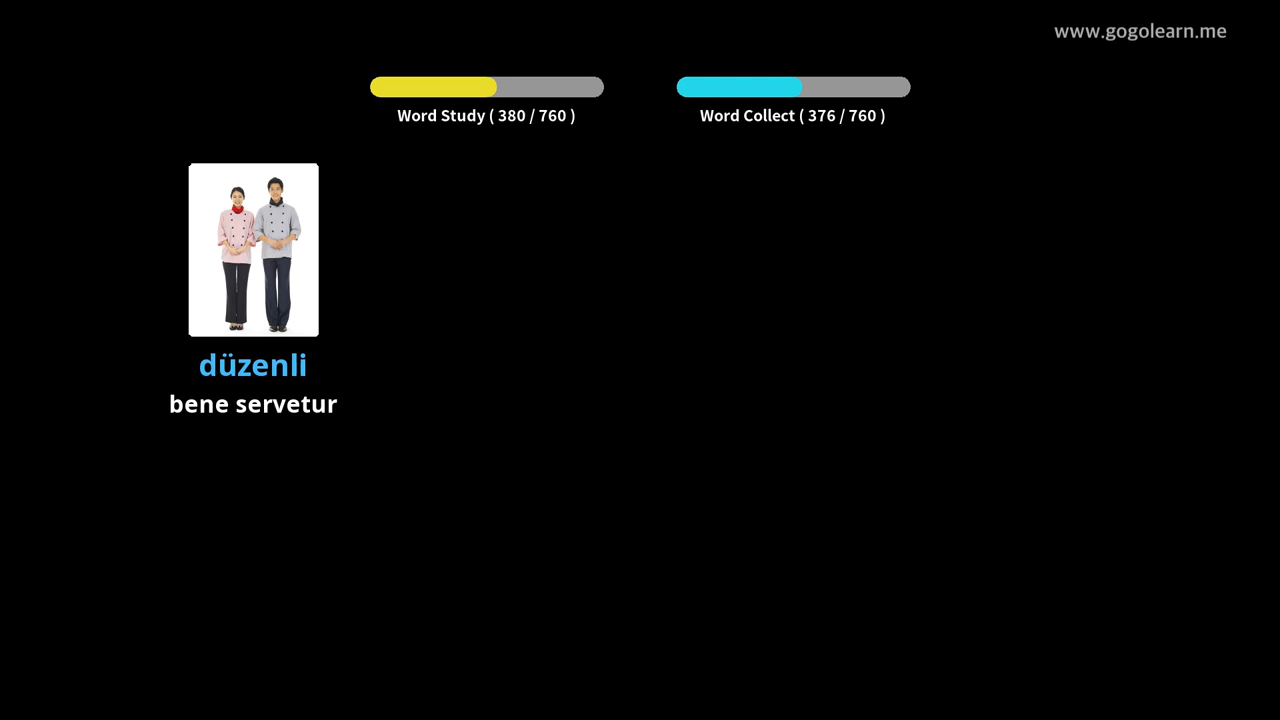 www.gogolearn.me
Word Study ( 380 / 760 )
Word Collect ( 376 / 760 )
düzenli
bene servetur